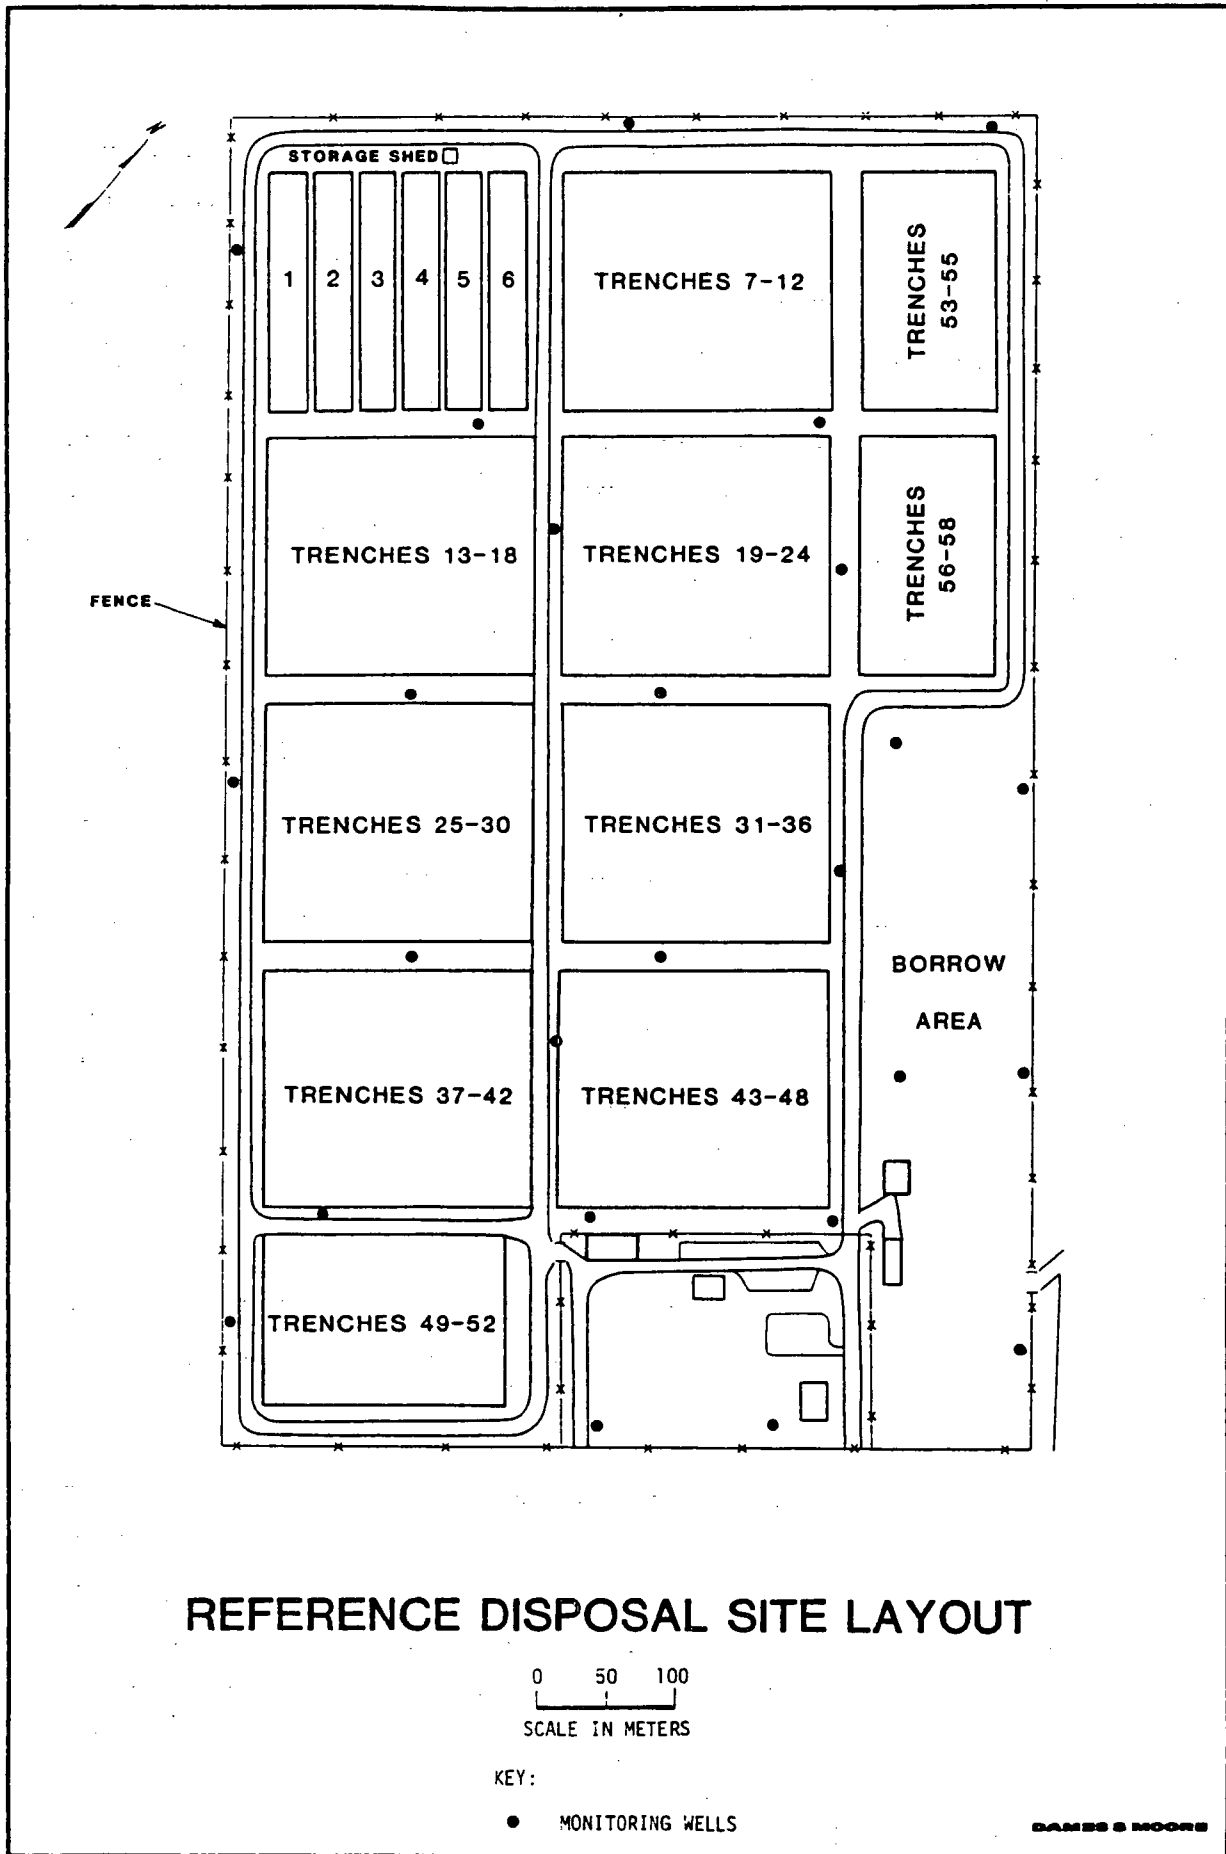 N
STORAGE SHED
1 2 3 4 5 6
TRENCHES 7-12
TRENCHES
53-55
TRENCHES 13-18
TRENCHES 19-24
TRENCHES
56-58
FENCE
TRENCHES 25-30
TRENCHES 31-36
BORROW
AREA
TRENCHES 37-42
TRENCHES 43-48
TRENCHES 49-52
REFERENCE DISPOSAL SITE LAYOUT
0 50 100
SCALE IN METERS
KEY:
MONITORING WELLS
DAMES & MOORE